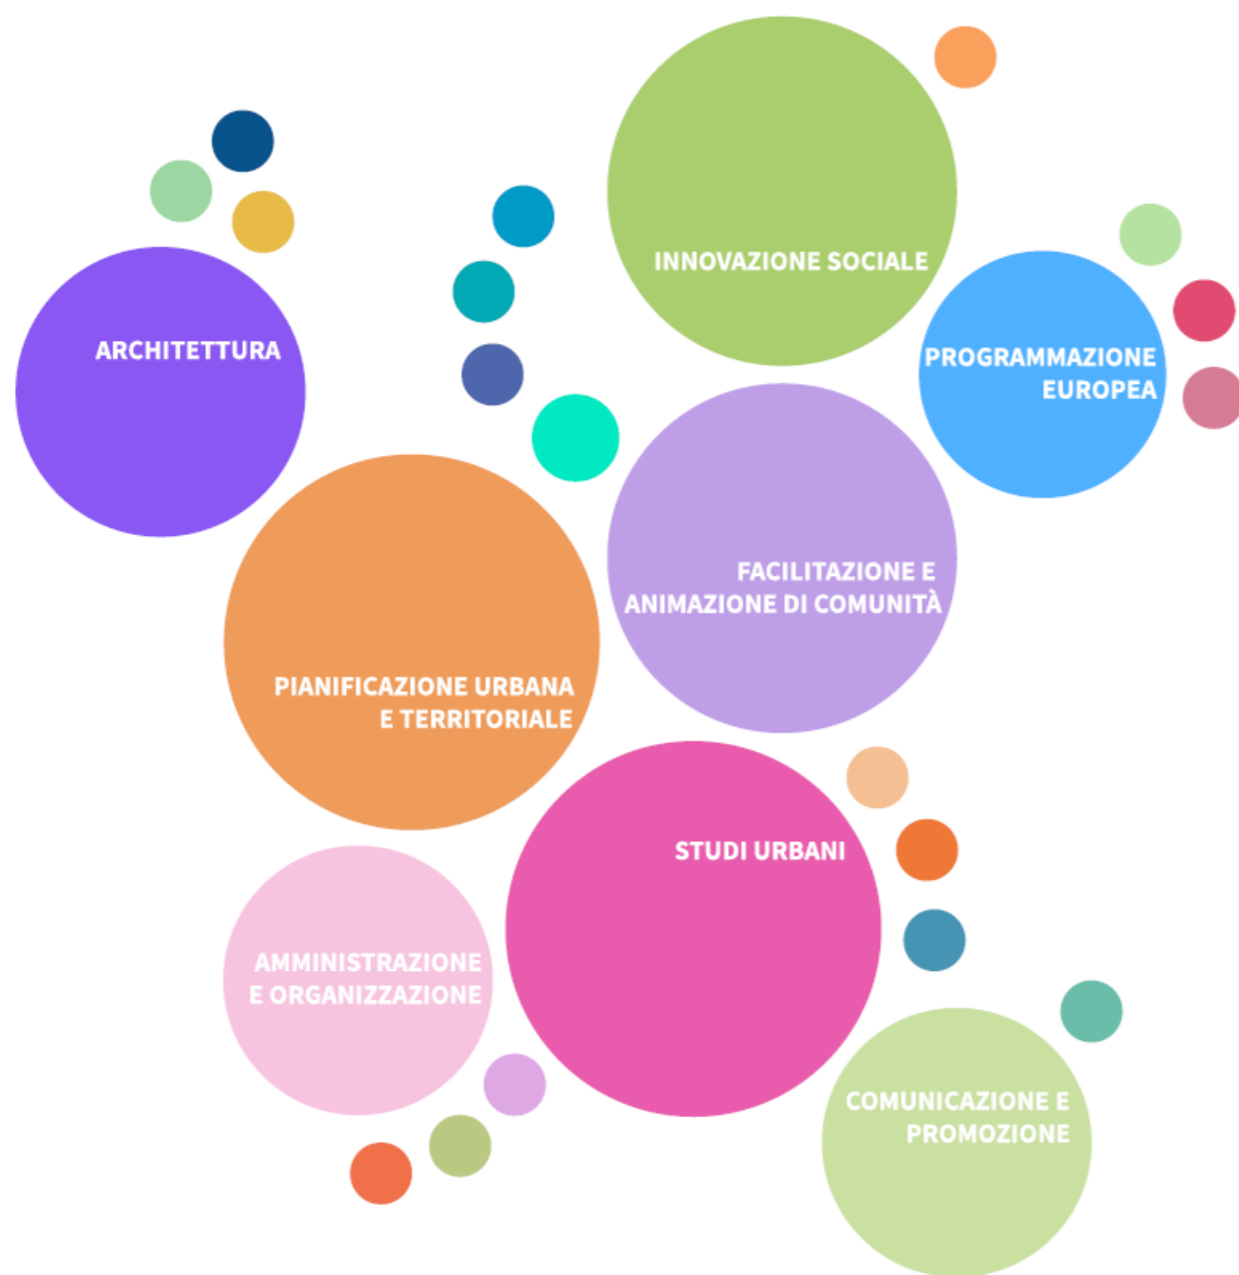 INNOVAZIONE SOCIALE
ARCHITETTURA
PROGRAMMAZIONE
EUROPEA
FACILITAZIONE E
ANIMAZIONE DI COMUNITÀ
PIANIFICAZIONE URBANA
E TERRITORIALE
STUDI URBANI
AMMINISTRAZIONE
E ORGANIZZAZIONE
COMUNICAZIONE E
PROMOZIONE